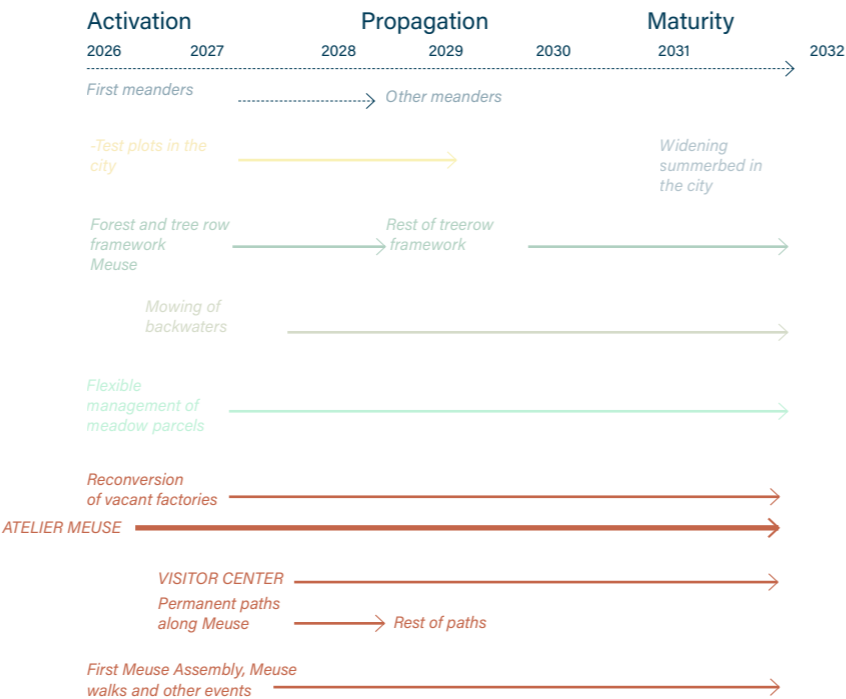 Activation Propagation Maturity
2026 2027 2028 2029 2030 2031 2032
First meanders
Other meanders
-Test plots in the
city
Widening
summerbed in
the city
Forest and tree row
framework
Meuse
Rest of treerow
framework
Mowing of
backwaters
Flexible
management of
meadow parcels
Reconversion
of vacant factories
ATELIER MEUSE
VISITOR CENTER
Permanent paths
along Meuse
Rest of paths
First Meuse Assembly, Meuse
walks and other events